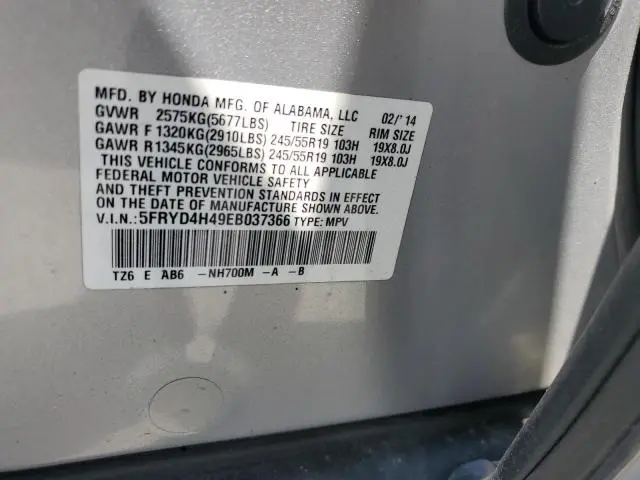 MFD. BY HONDA MFG. OF ALABAMA, LLC 02/'14
GVWR 2575KG(5677LBS) TIRE SIZE RIM SIZE
GAWR F 1320KG(2910LBS) 245/55R19 103H 19X8.0J
GAWR R1345KG(2965LBS) 245/55R19 103H 19X8.0J
THIS VEHICLE CONFORMS TO ALL APPLICABLE
FEDERAL MOTOR VEHICLE SAFETY
AND THEFT PREVENTION STANDARDS IN EFFECT
ON THE DATE OF MANUFACTURE SHOWN ABOVE.
V.I.N.:5FRYD4H49EB037366 TYPE: MPV
TZ6 E AB6 -NH700M -A -B